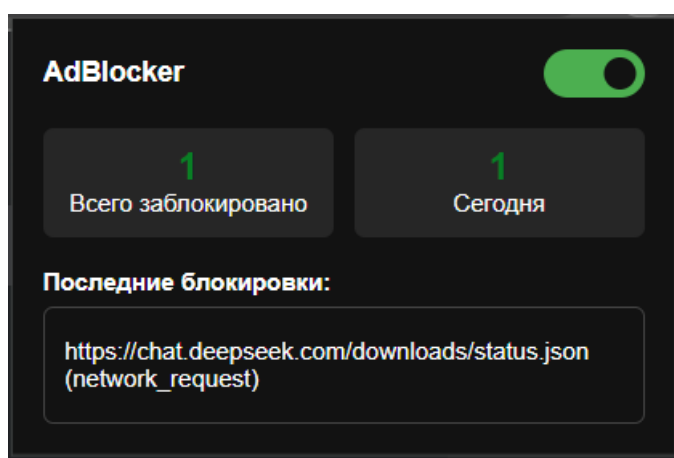 AdBlocker
1
Всего заблокировано
1
Сегодня
Последние блокировки:
https://chat.deepseek.com/downloads/status.json
(network_request)